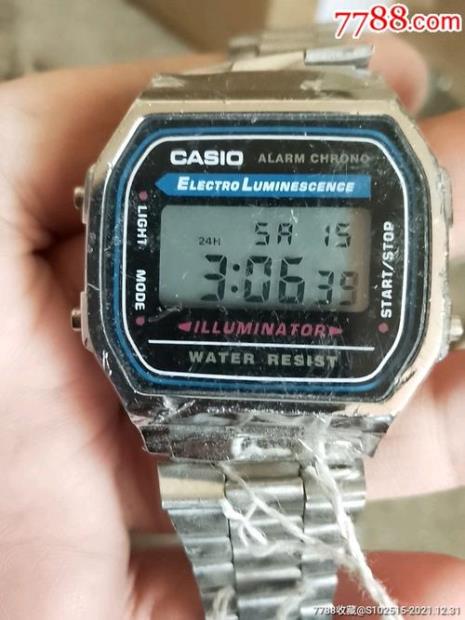 7788.com
CASIO ALARM CHRONO
ELECTRO LUMINESCENCE
LIGHT
24H SA 15
3:06 39
MODE
START/STOP
ILLUMINATOR
WATER RESIST
7788收藏@S102515-2021.12.31